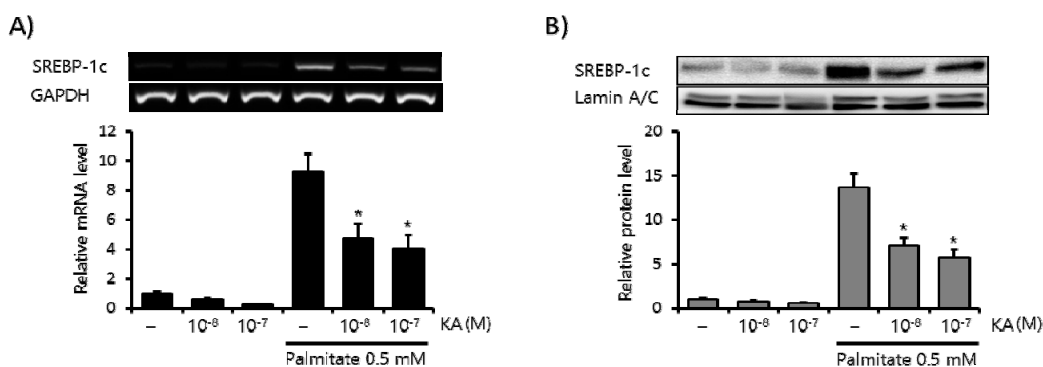 A)
SREBP-1c
GAPDH
Relative mRNA level
12
10
8
6
4
2
0
*
*
– 10⁻⁸ 10⁻⁷ – 10⁻⁸ 10⁻⁷ KA (M)
Palmitate 0.5 mM
B)
SREBP-1c
Lamin A/C
Relative protein level
20
15
10
5
0
*
*
– 10⁻⁸ 10⁻⁷ – 10⁻⁸ 10⁻⁷ KA (M)
Palmitate 0.5 mM